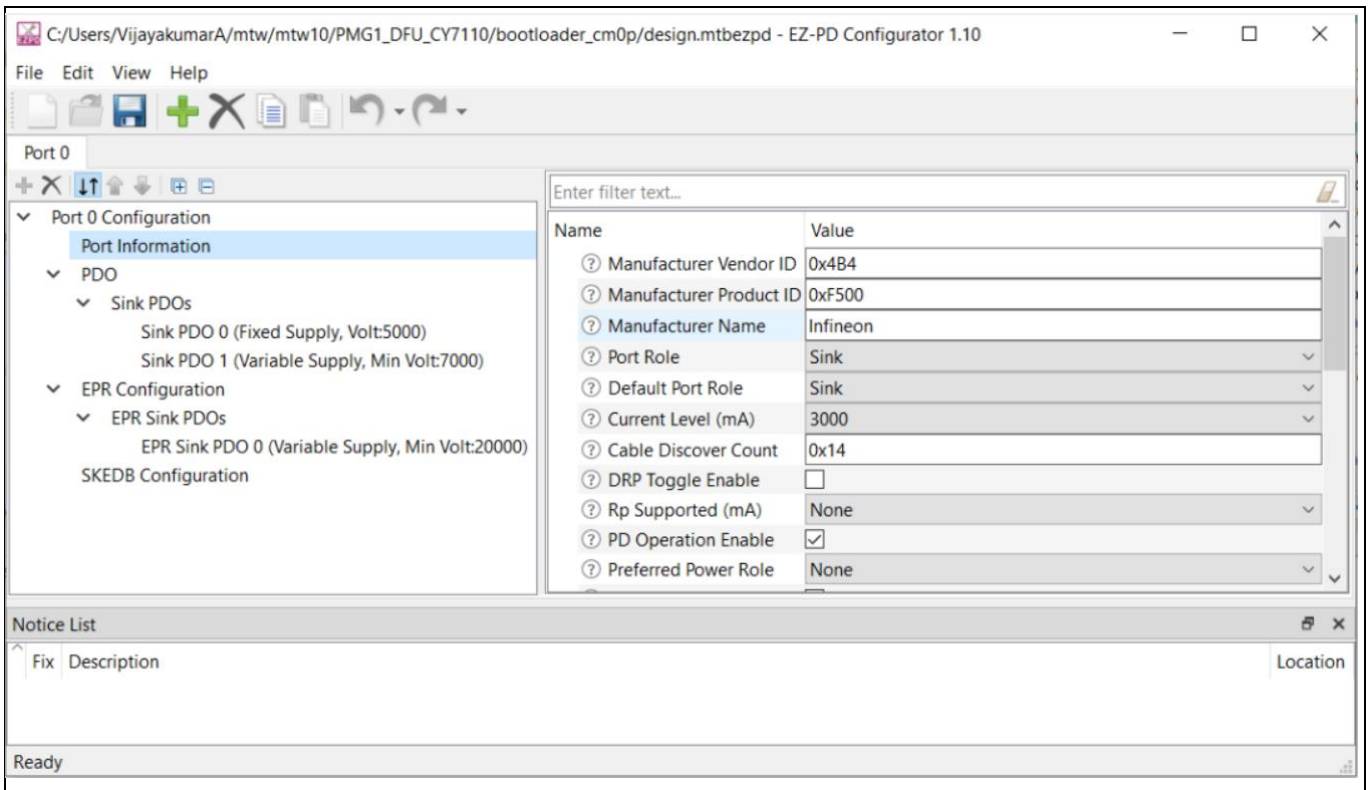 C:/Users/VijayakumarA/mtw/mtw10/PMG1_DFU_CY7110/bootloader_cm0p/design.mtbezpd - EZ-PD Configurator 1.10
File Edit View Help
Port 0
Enter filter text...
Port 0 Configuration
Port Information
PDO
Sink PDOs
Sink PDO 0 (Fixed Supply, Volt:5000)
Sink PDO 1 (Variable Supply, Min Volt:7000)
EPR Configuration
EPR Sink PDOs
EPR Sink PDO 0 (Variable Supply, Min Volt:20000)
SKEDB Configuration
Name Value
Manufacturer Vendor ID 0x4B4
Manufacturer Product ID 0xF500
Manufacturer Name Infineon
Port Role Sink
Default Port Role Sink
Current Level (mA) 3000
Cable Discover Count 0x14
DRP Toggle Enable
Rp Supported (mA) None
PD Operation Enable
Preferred Power Role None
Notice List
Fix Description Location
Ready